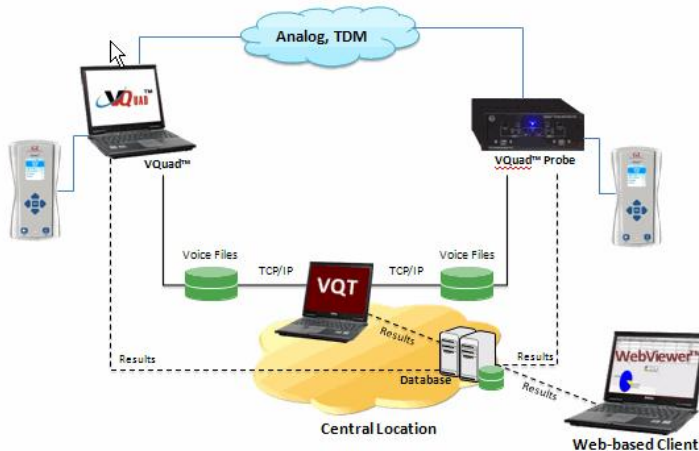 Analog, TDM
VQUAD™
VQuad™
VQuad™ Probe
Voice Files
Voice Files
TCP/IP
TCP/IP
VQT
Results
Results
Results
WebViewer™
Database
Results
Central Location
Web-based Client